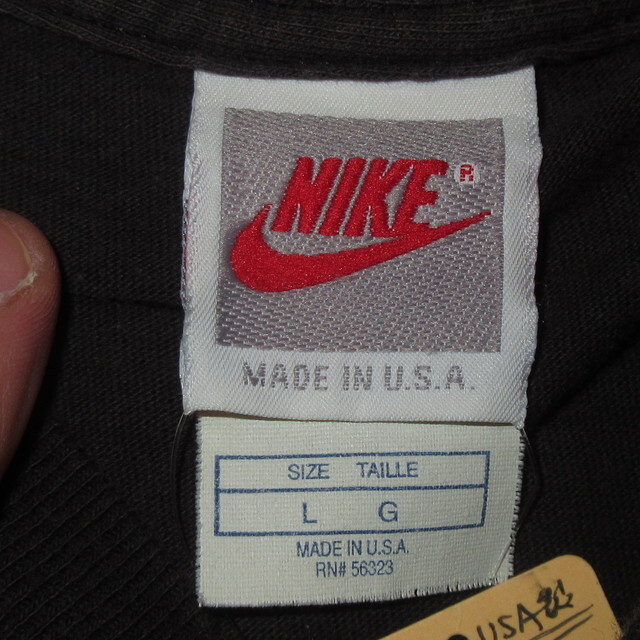 NIKE ®
MADE IN U.S.A.
SIZE TAILLE
L G
MADE IN U.S.A.
RN# 56323
USA